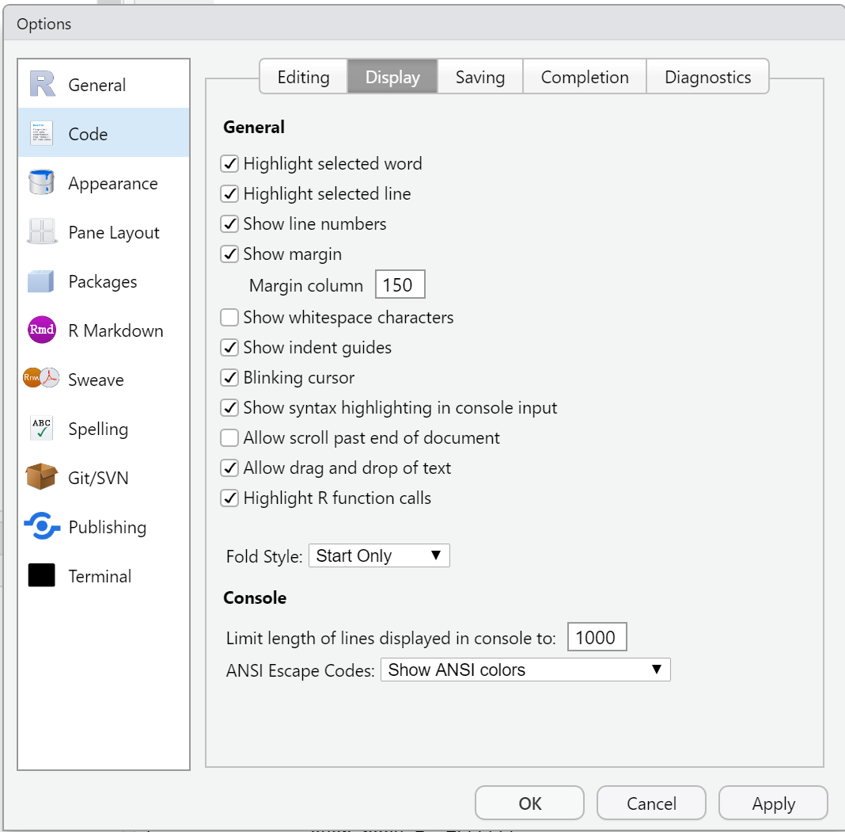 Options
General
Code
Appearance
Pane Layout
Packages
Rmd R Markdown
Sweave
ABC Spelling
Git/SVN
Publishing
Terminal
Editing Display Saving Completion Diagnostics
General
Highlight selected word
Highlight selected line
Show line numbers
Show margin
Margin column 150
Show whitespace characters
Show indent guides
Blinking cursor
Show syntax highlighting in console input
Allow scroll past end of document
Allow drag and drop of text
Highlight R function calls
Fold Style: Start Only
Console
Limit length of lines displayed in console to: 1000
ANSI Escape Codes: Show ANSI colors
OK Cancel Apply